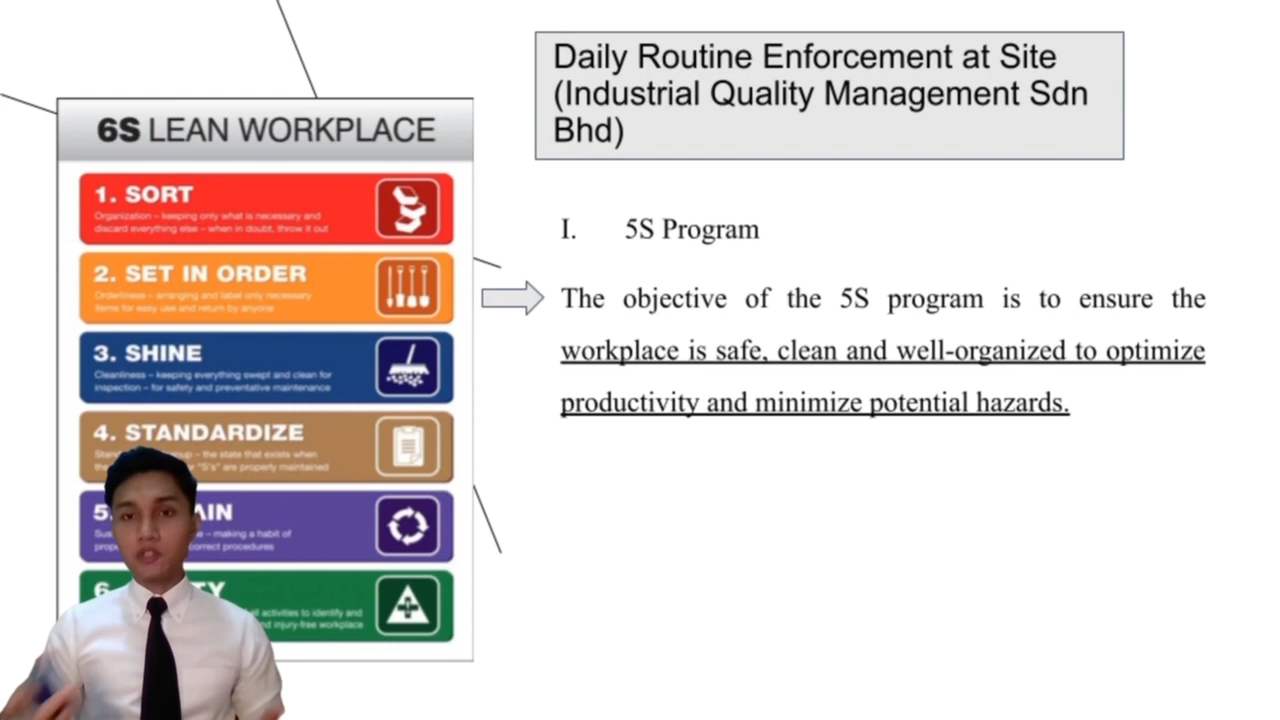 Daily Routine Enforcement at Site
(Industrial Quality Management Sdn
Bhd)
6S LEAN WORKPLACE
1. SORT
Organization – keeping only what is necessary and
discard everything else – when in doubt, throw it out
2. SET IN ORDER
Orderliness – arranging and label only necessary
items for easy use and return by anyone
3. SHINE
Cleanliness – keeping everything swept and clean for
inspection – for safety and preventative maintenance
4. STANDARDIZE
– the state that exists when
"S's" are properly maintained
5.
– making a habit of
correct procedures
6.
activities to identify and
injury-free workplace
I. 5S Program
The objective of the 5S program is to ensure the
workplace is safe, clean and well-organized to optimize
productivity and minimize potential hazards.